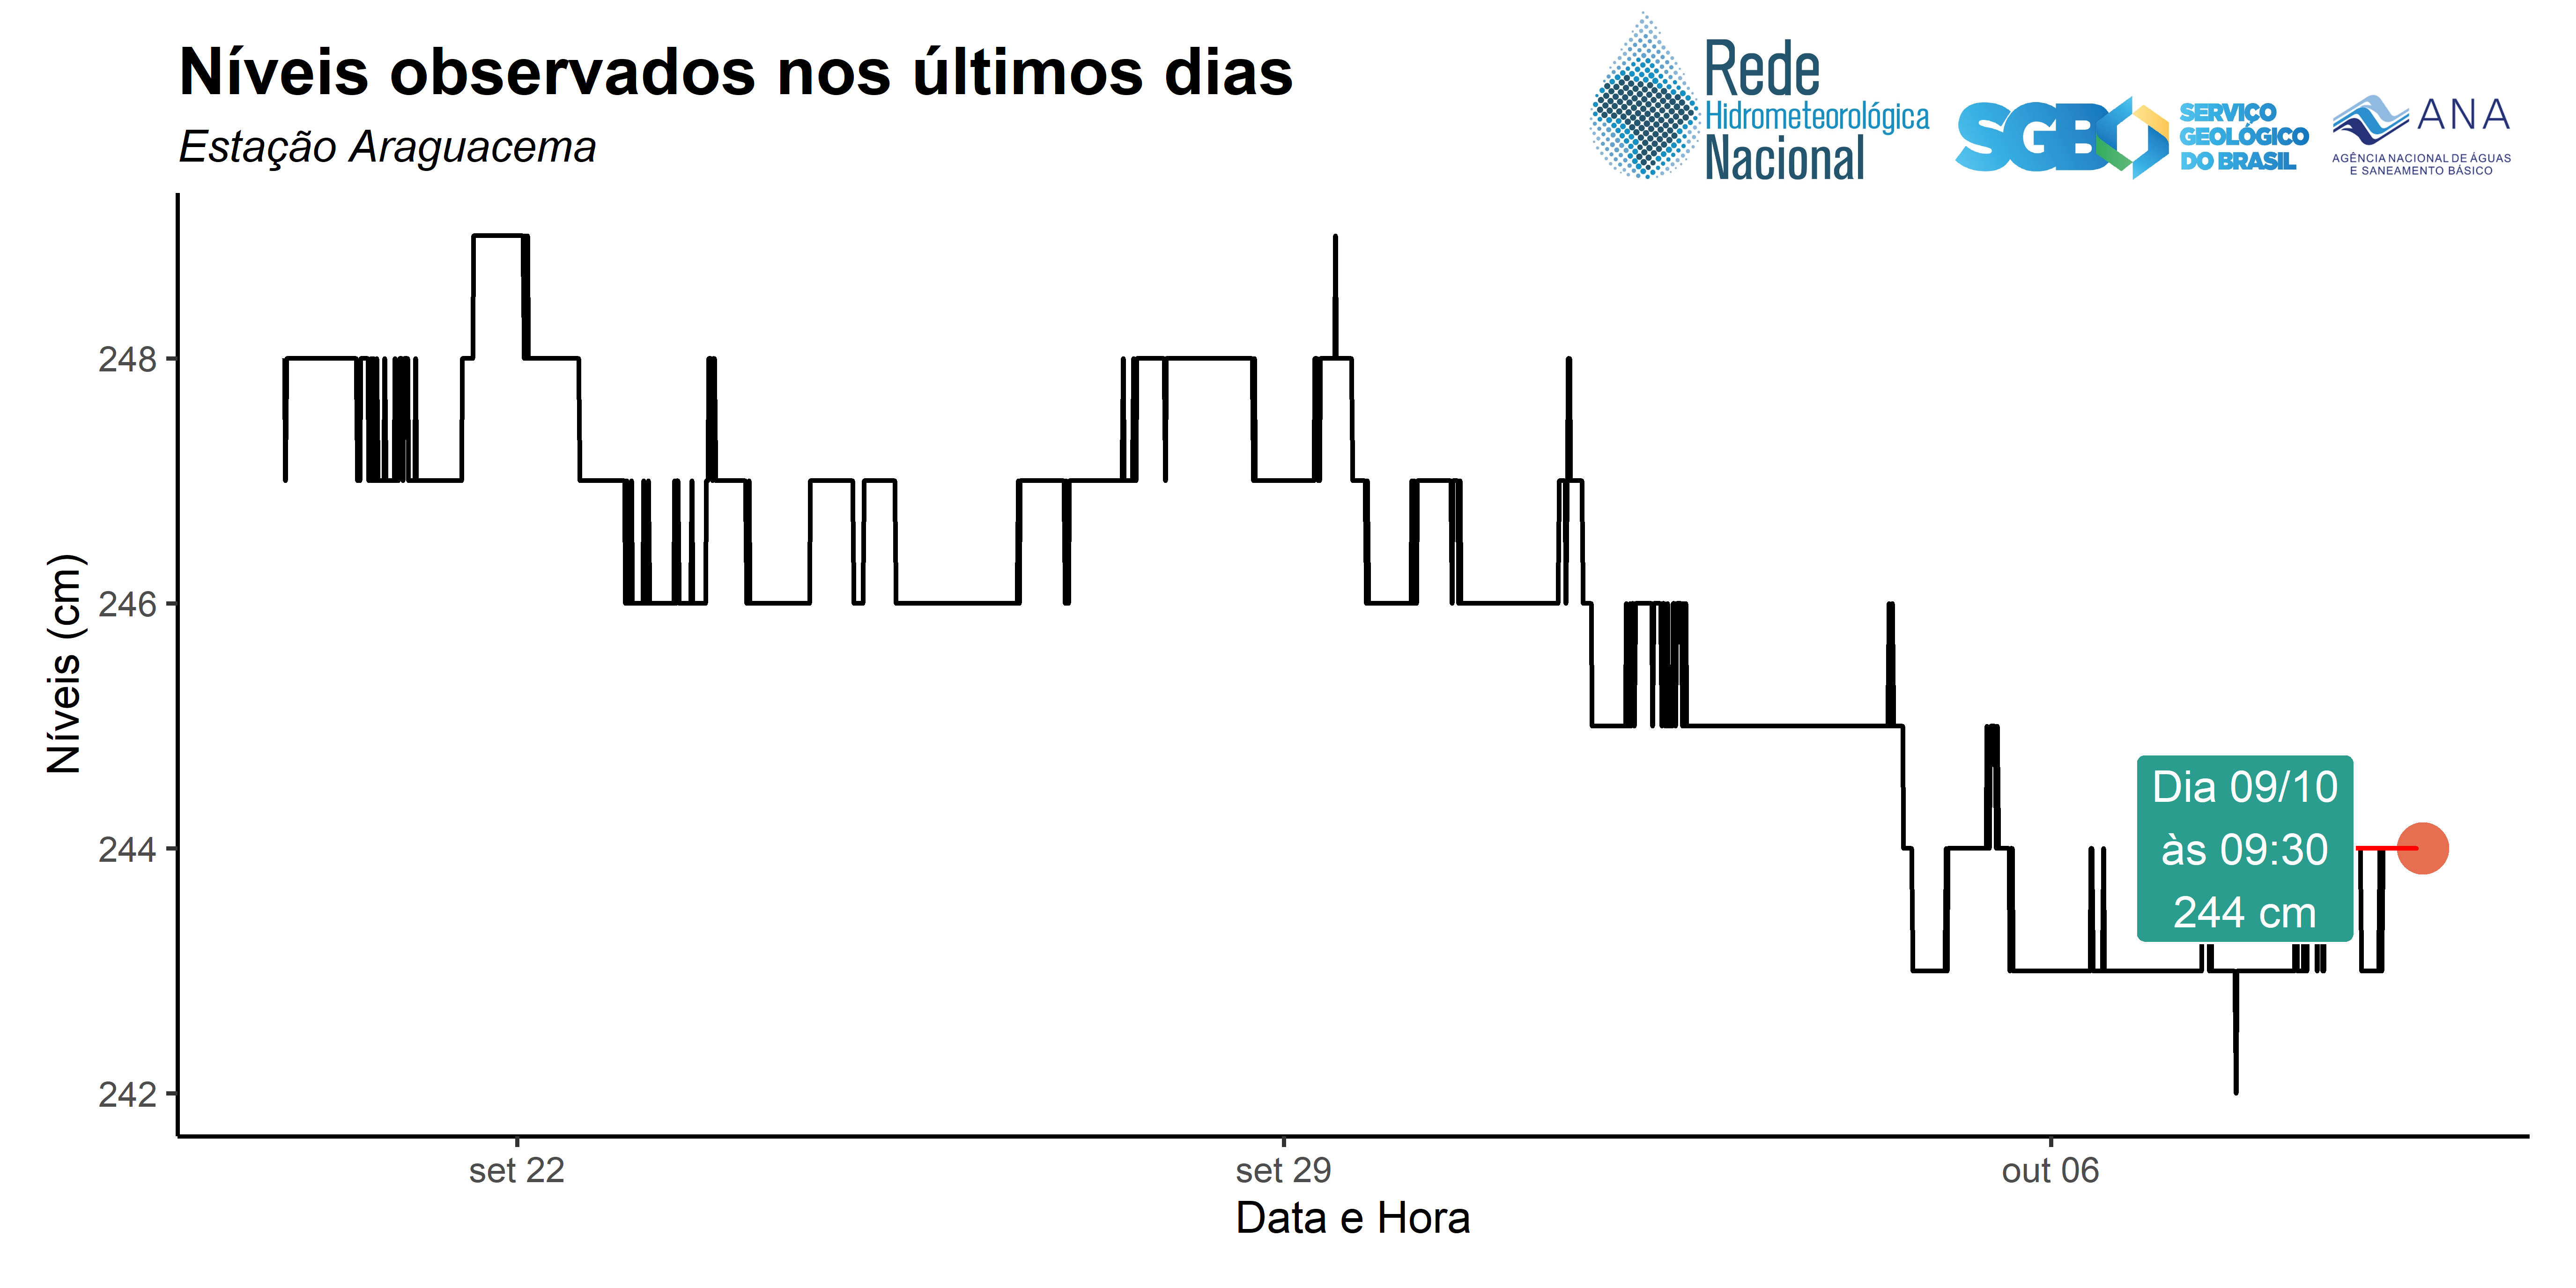 Níveis observados nos últimos dias
Estação Araguacema
Rede
Hidrometeorológica
Nacional
SGB
SERVIÇO
GEOLÓGICO
DO BRASIL
ANA
AGÊNCIA NACIONAL DE ÁGUAS
E SANEAMENTO BÁSICO
Níveis (cm)
248
246
244
242
Dia 09/10
às 09:30
244 cm
set 22
set 29
out 06
Data e Hora